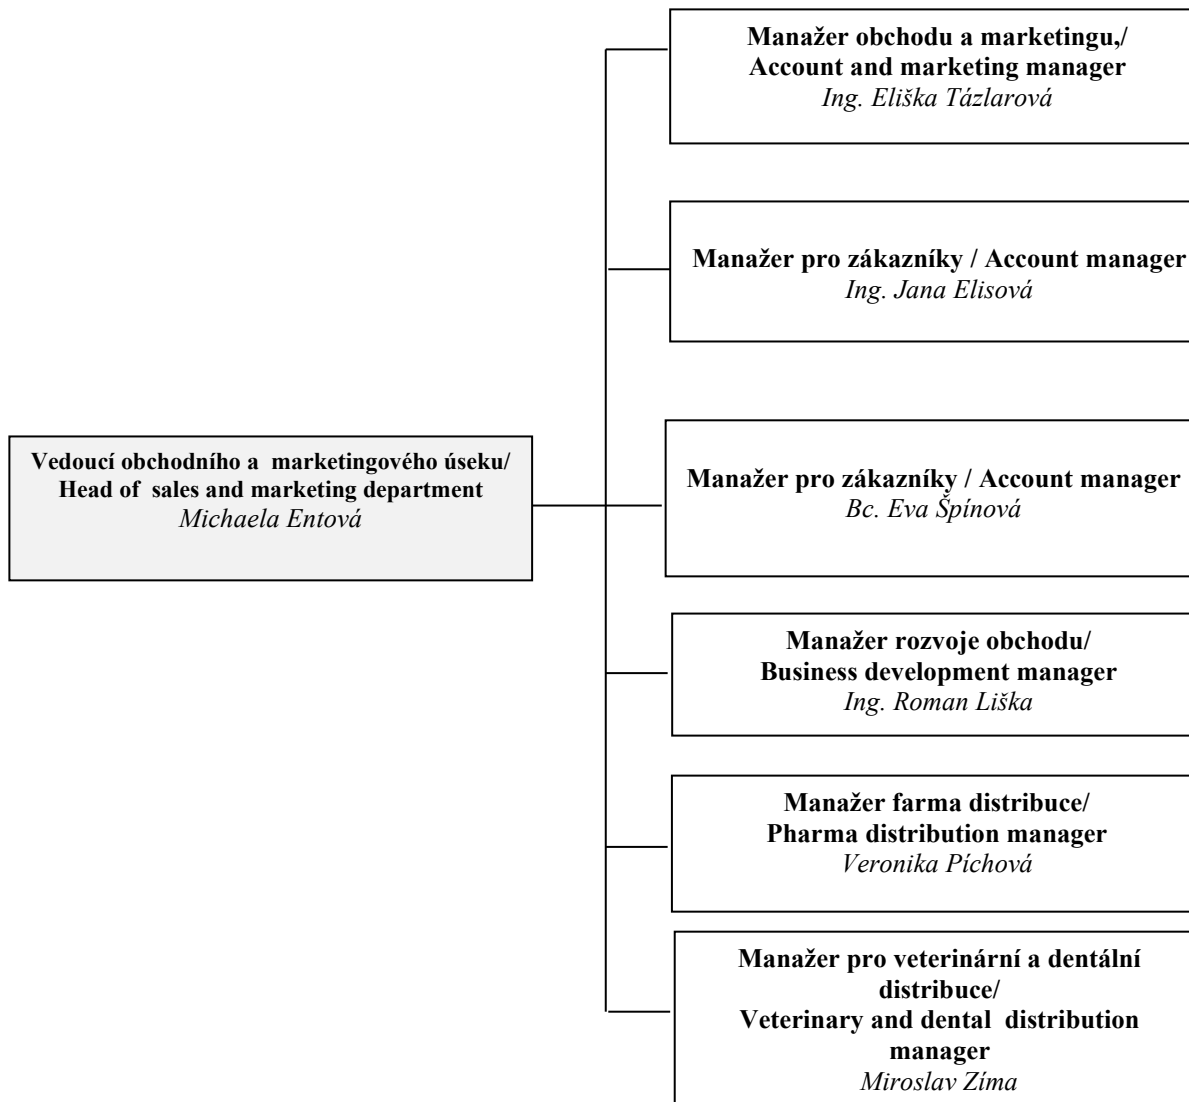 Manažer obchodu a marketingu,/
Account and marketing manager
Ing. Eliška Tázlarová
Manažer pro zákazníky / Account manager
Ing. Jana Elisová
Vedoucí obchodního a marketingového úseku/
Head of sales and marketing department
Michaela Entová
Manažer pro zákazníky / Account manager
Bc. Eva Špínová
Manažer rozvoje obchodu/
Business development manager
Ing. Roman Liška
Manažer farma distribuce/
Pharma distribution manager
Veronika Píchová
Manažer pro veterinární a dentální
distribuce/
Veterinary and dental distribution
manager
Miroslav Zíma